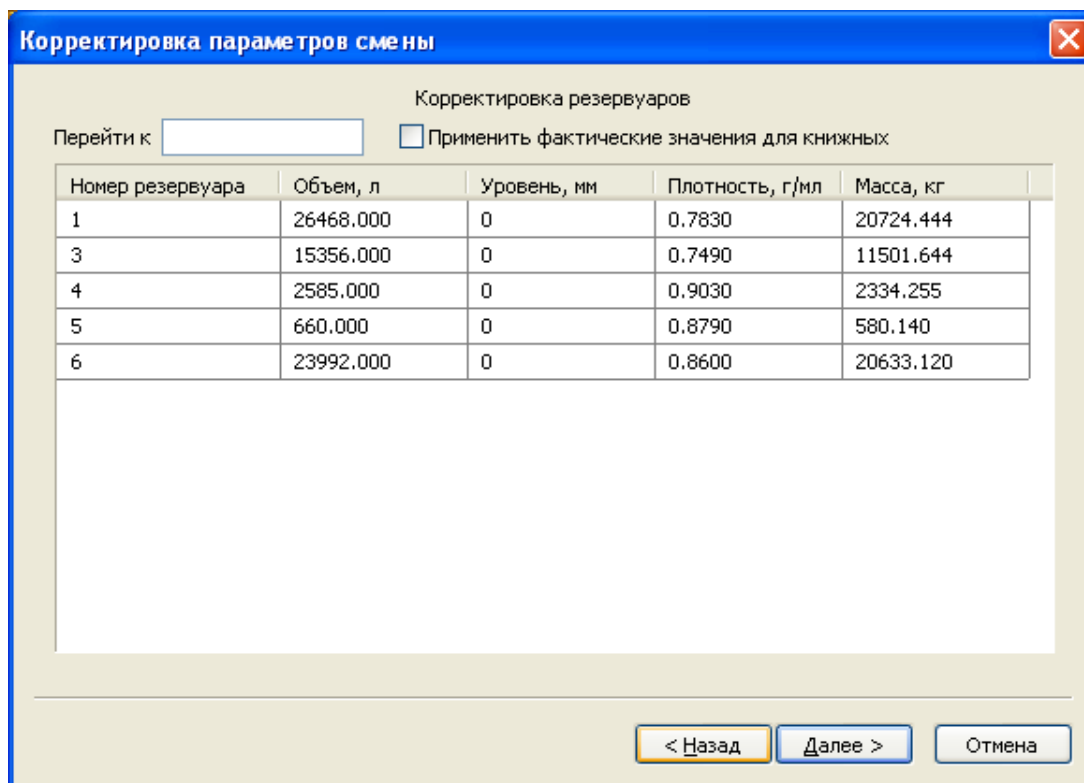 Корректировка параметров смены
Корректировка резервуаров
Перейти к Применить фактические значения для книжных
Номер резервуара Объем, л Уровень, мм Плотность, г/мл Масса, кг
1 26468.000 0 0.7830 20724.444
3 15356.000 0 0.7490 11501.644
4 2585.000 0 0.9030 2334.255
5 660.000 0 0.8790 580.140
6 23992.000 0 0.8600 20633.120
< Назад Далее > Отмена